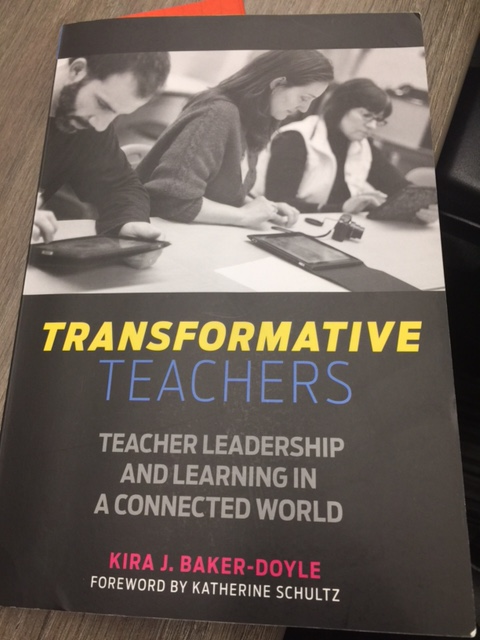 TRANSFORMATIVE
TEACHERS
TEACHER LEADERSHIP
AND LEARNING IN
A CONNECTED WORLD
KIRA J. BAKER-DOYLE
FOREWORD BY KATHERINE SCHULTZ